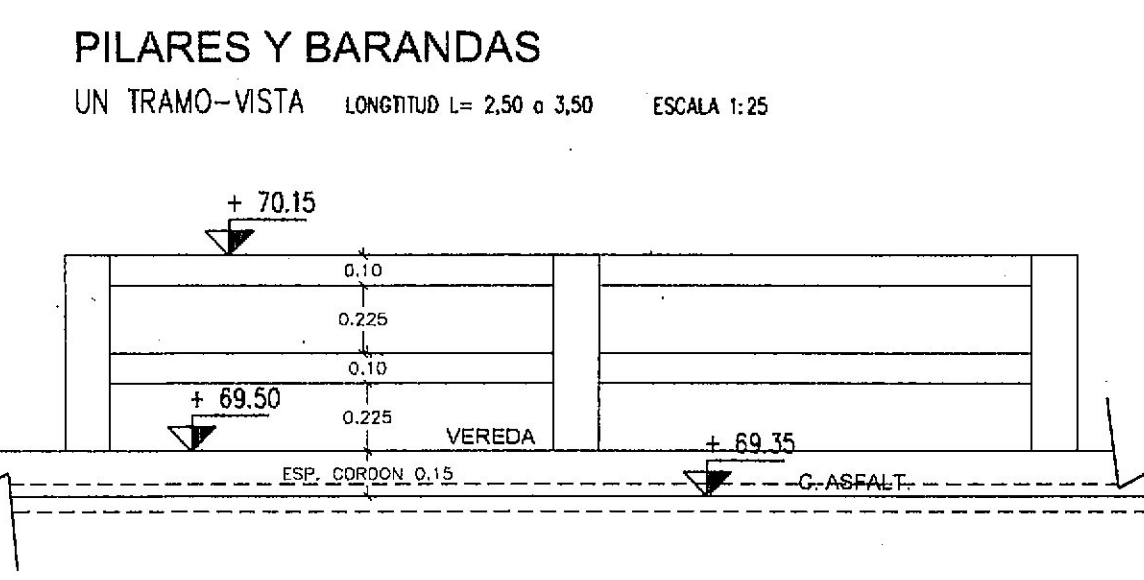 PILARES Y BARANDAS
UN TRAMO-VISTA LONGTITUD L= 2,50 a 3,50 ESCALA 1:25
+ 70.15
0.10
0.225
0.10
+ 69.50
0.225
VEREDA
+ 69.35
ESP. CORDON 0.15
C. ASFALT.